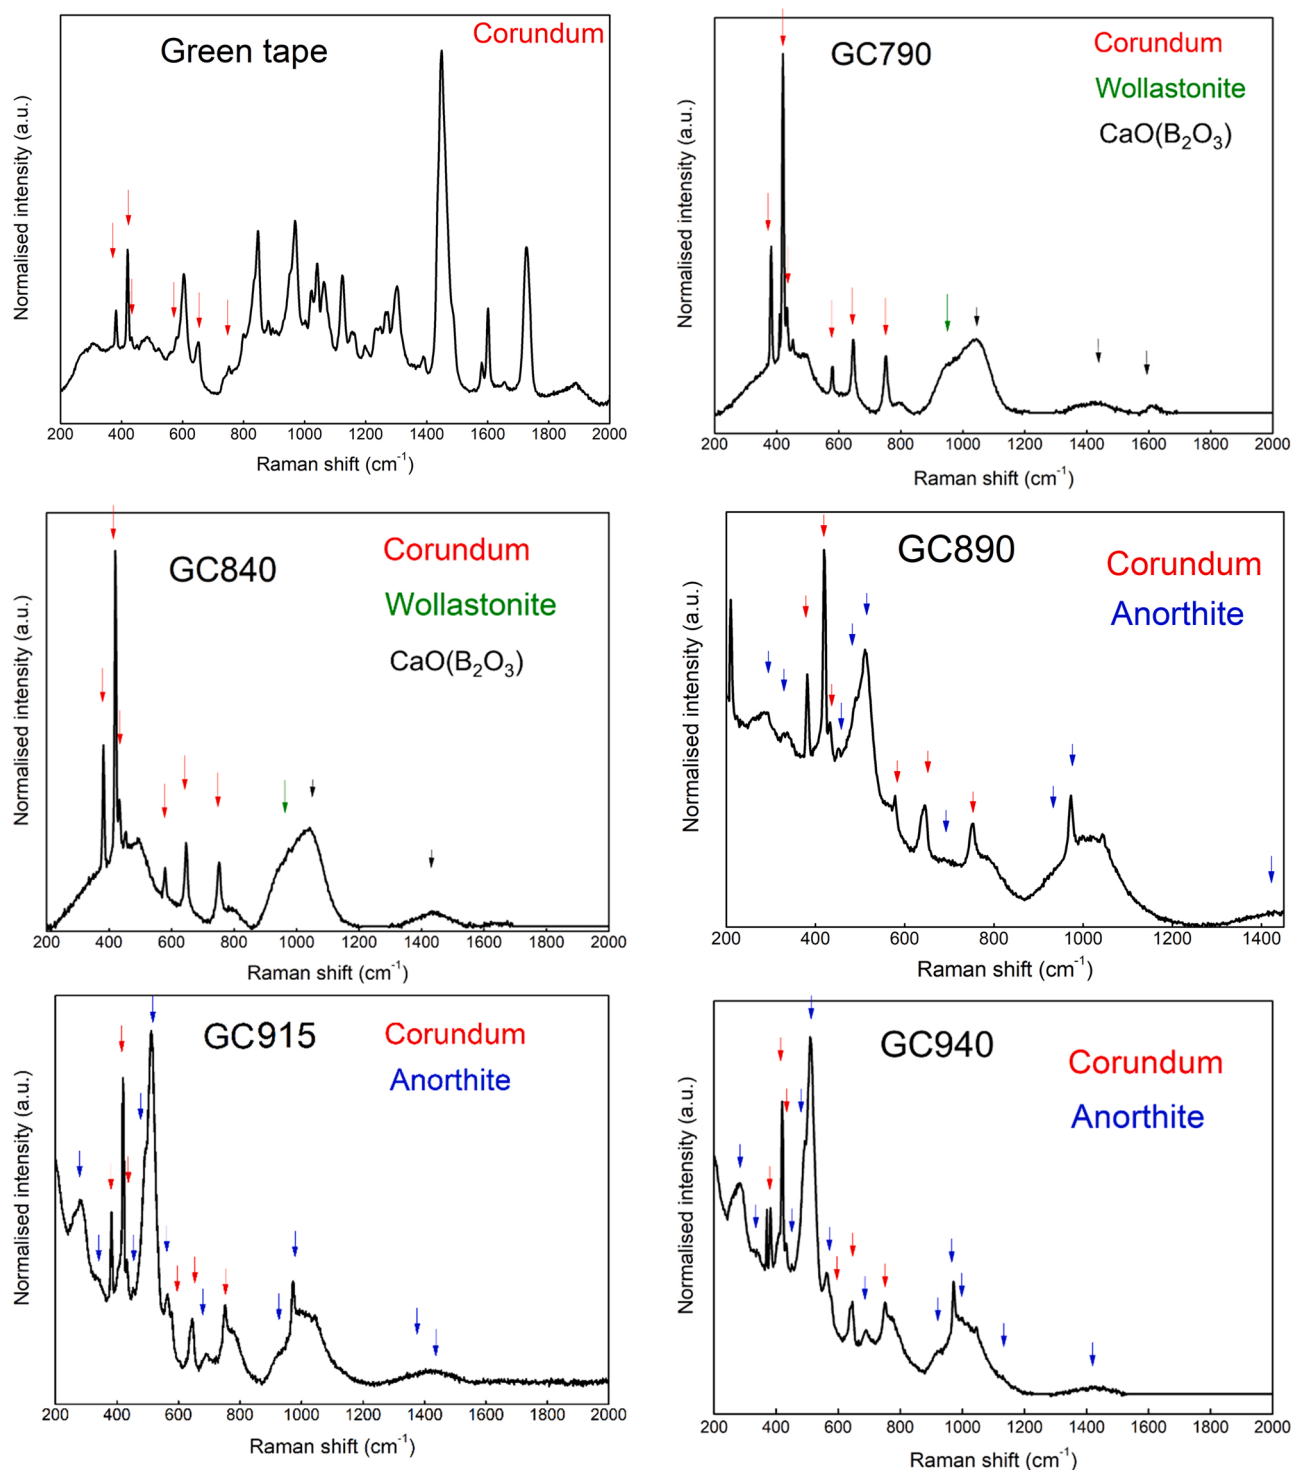 Green tape
Corundum
Normalised intensity (a.u.)
200 400 600 800 1000 1200 1400 1600 1800 2000
Raman shift (cm-1)
GC790
Corundum
Wollastonite
CaO(B2O3)
Normalised intensity (a.u.)
200 400 600 800 1000 1200 1400 1600 1800 2000
Raman shift (cm-1)
GC840
Corundum
Wollastonite
CaO(B2O3)
Normalised intensity (a.u.)
200 400 600 800 1000 1200 1400 1600 1800 2000
Raman shift (cm-1)
GC890
Corundum
Anorthite
Normalised intensity (a.u.)
200 400 600 800 1000 1200 1400
Raman shift (cm-1)
GC915
Corundum
Anorthite
Normalised intensity (a.u.)
200 400 600 800 1000 1200 1400 1600 1800 2000
Raman shift (cm-1)
GC940
Corundum
Anorthite
Normalised intensity (a.u.)
200 400 600 800 1000 1200 1400 1600 1800 2000
Raman shift (cm-1)